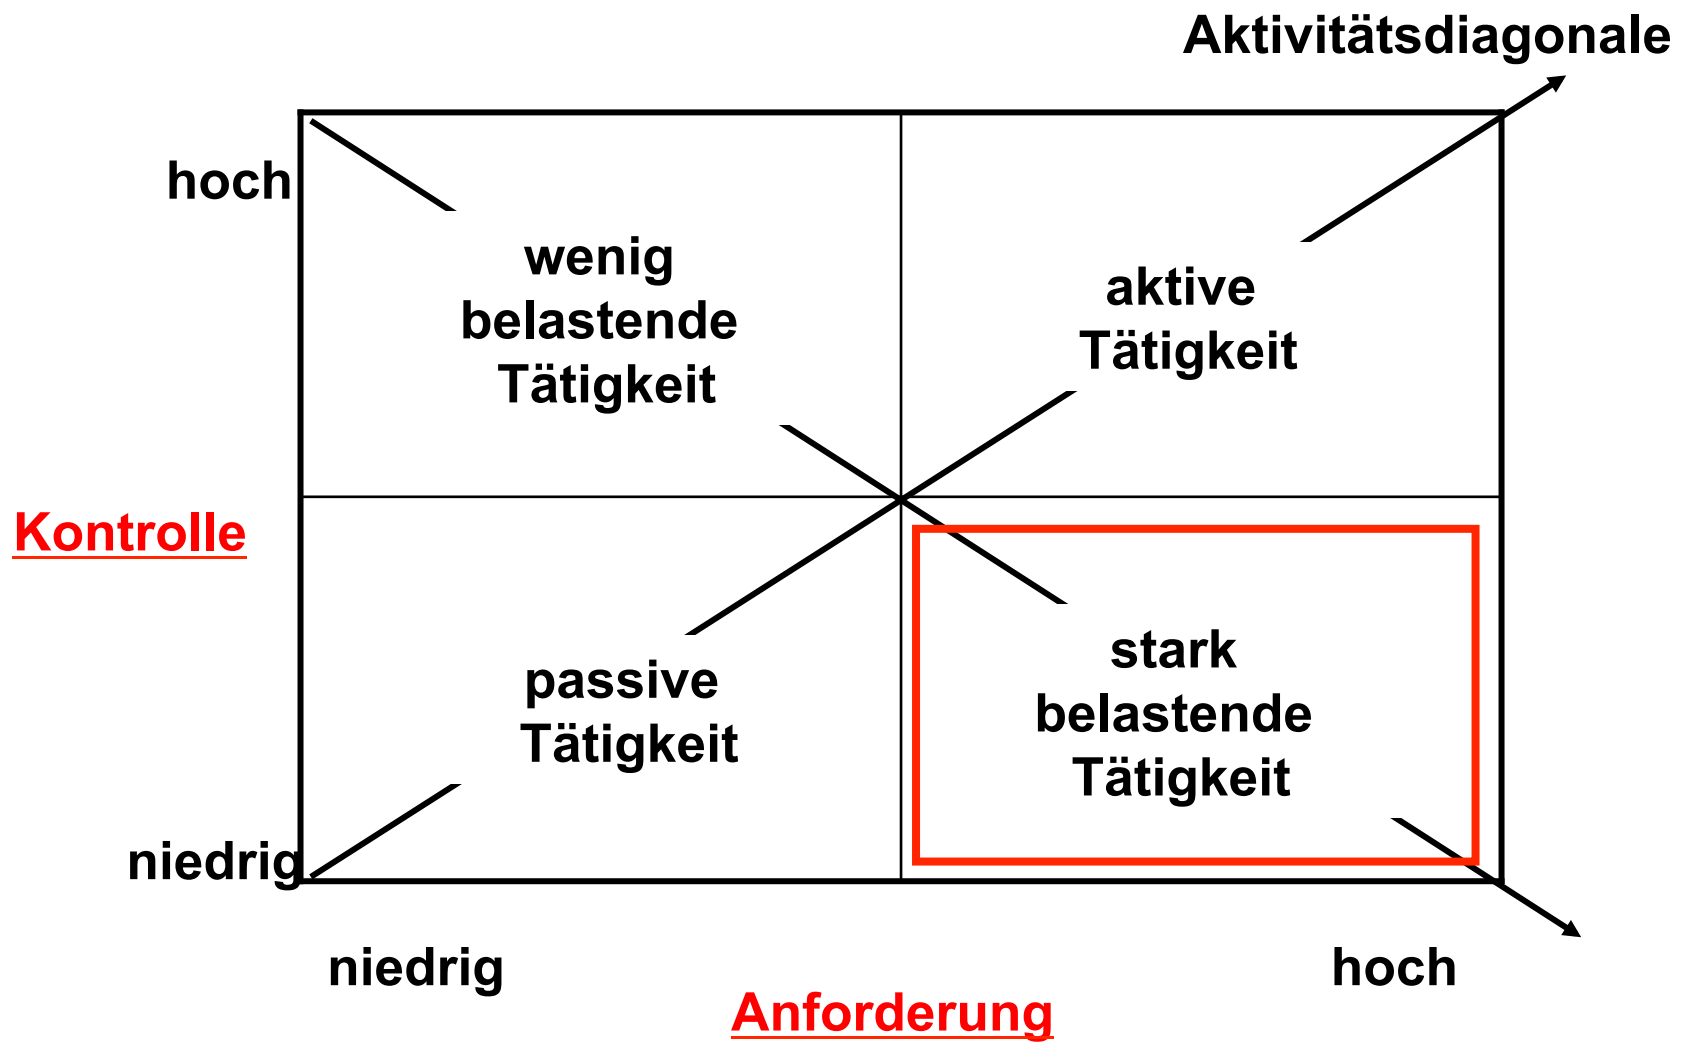 Aktivitätsdiagonale
hoch
wenig
belastende
Tätigkeit
aktive
Tätigkeit
Kontrolle
passive
Tätigkeit
stark
belastende
Tätigkeit
niedrig
niedrig
hoch
Anforderung